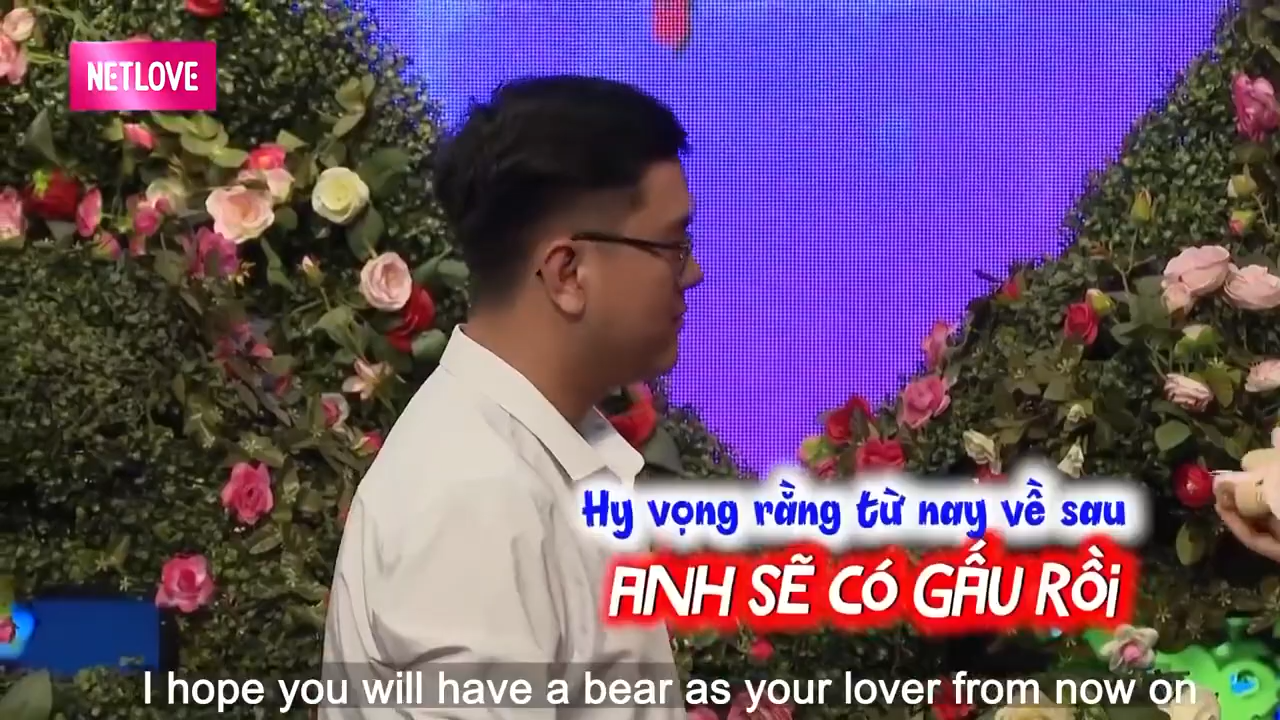 NETLOVE
Hy vọng rằng từ nay về sau
ANH SẼ CÓ GẤU RỒI
I hope you will have a bear as your lover from now on